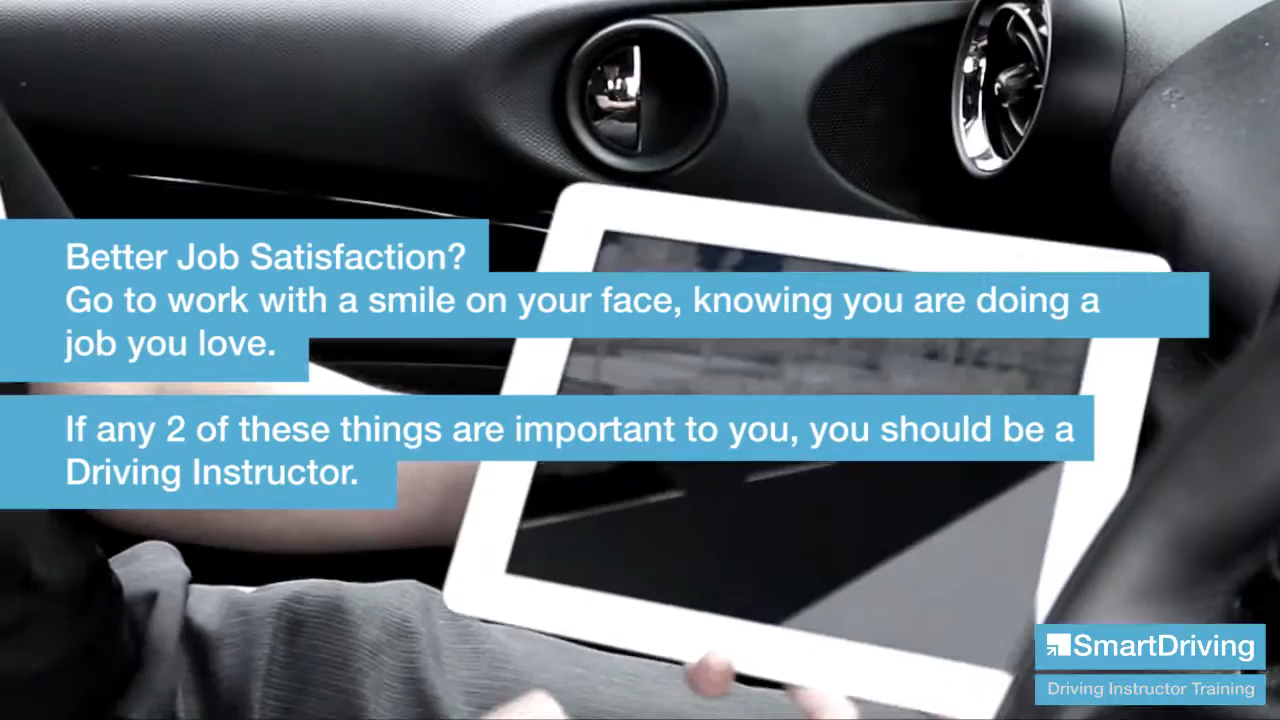 Better Job Satisfaction?
Go to work with a smile on your face, knowing you are doing a
job you love.
If any 2 of these things are important to you, you should be a
Driving Instructor.
SmartDriving
Driving Instructor Training